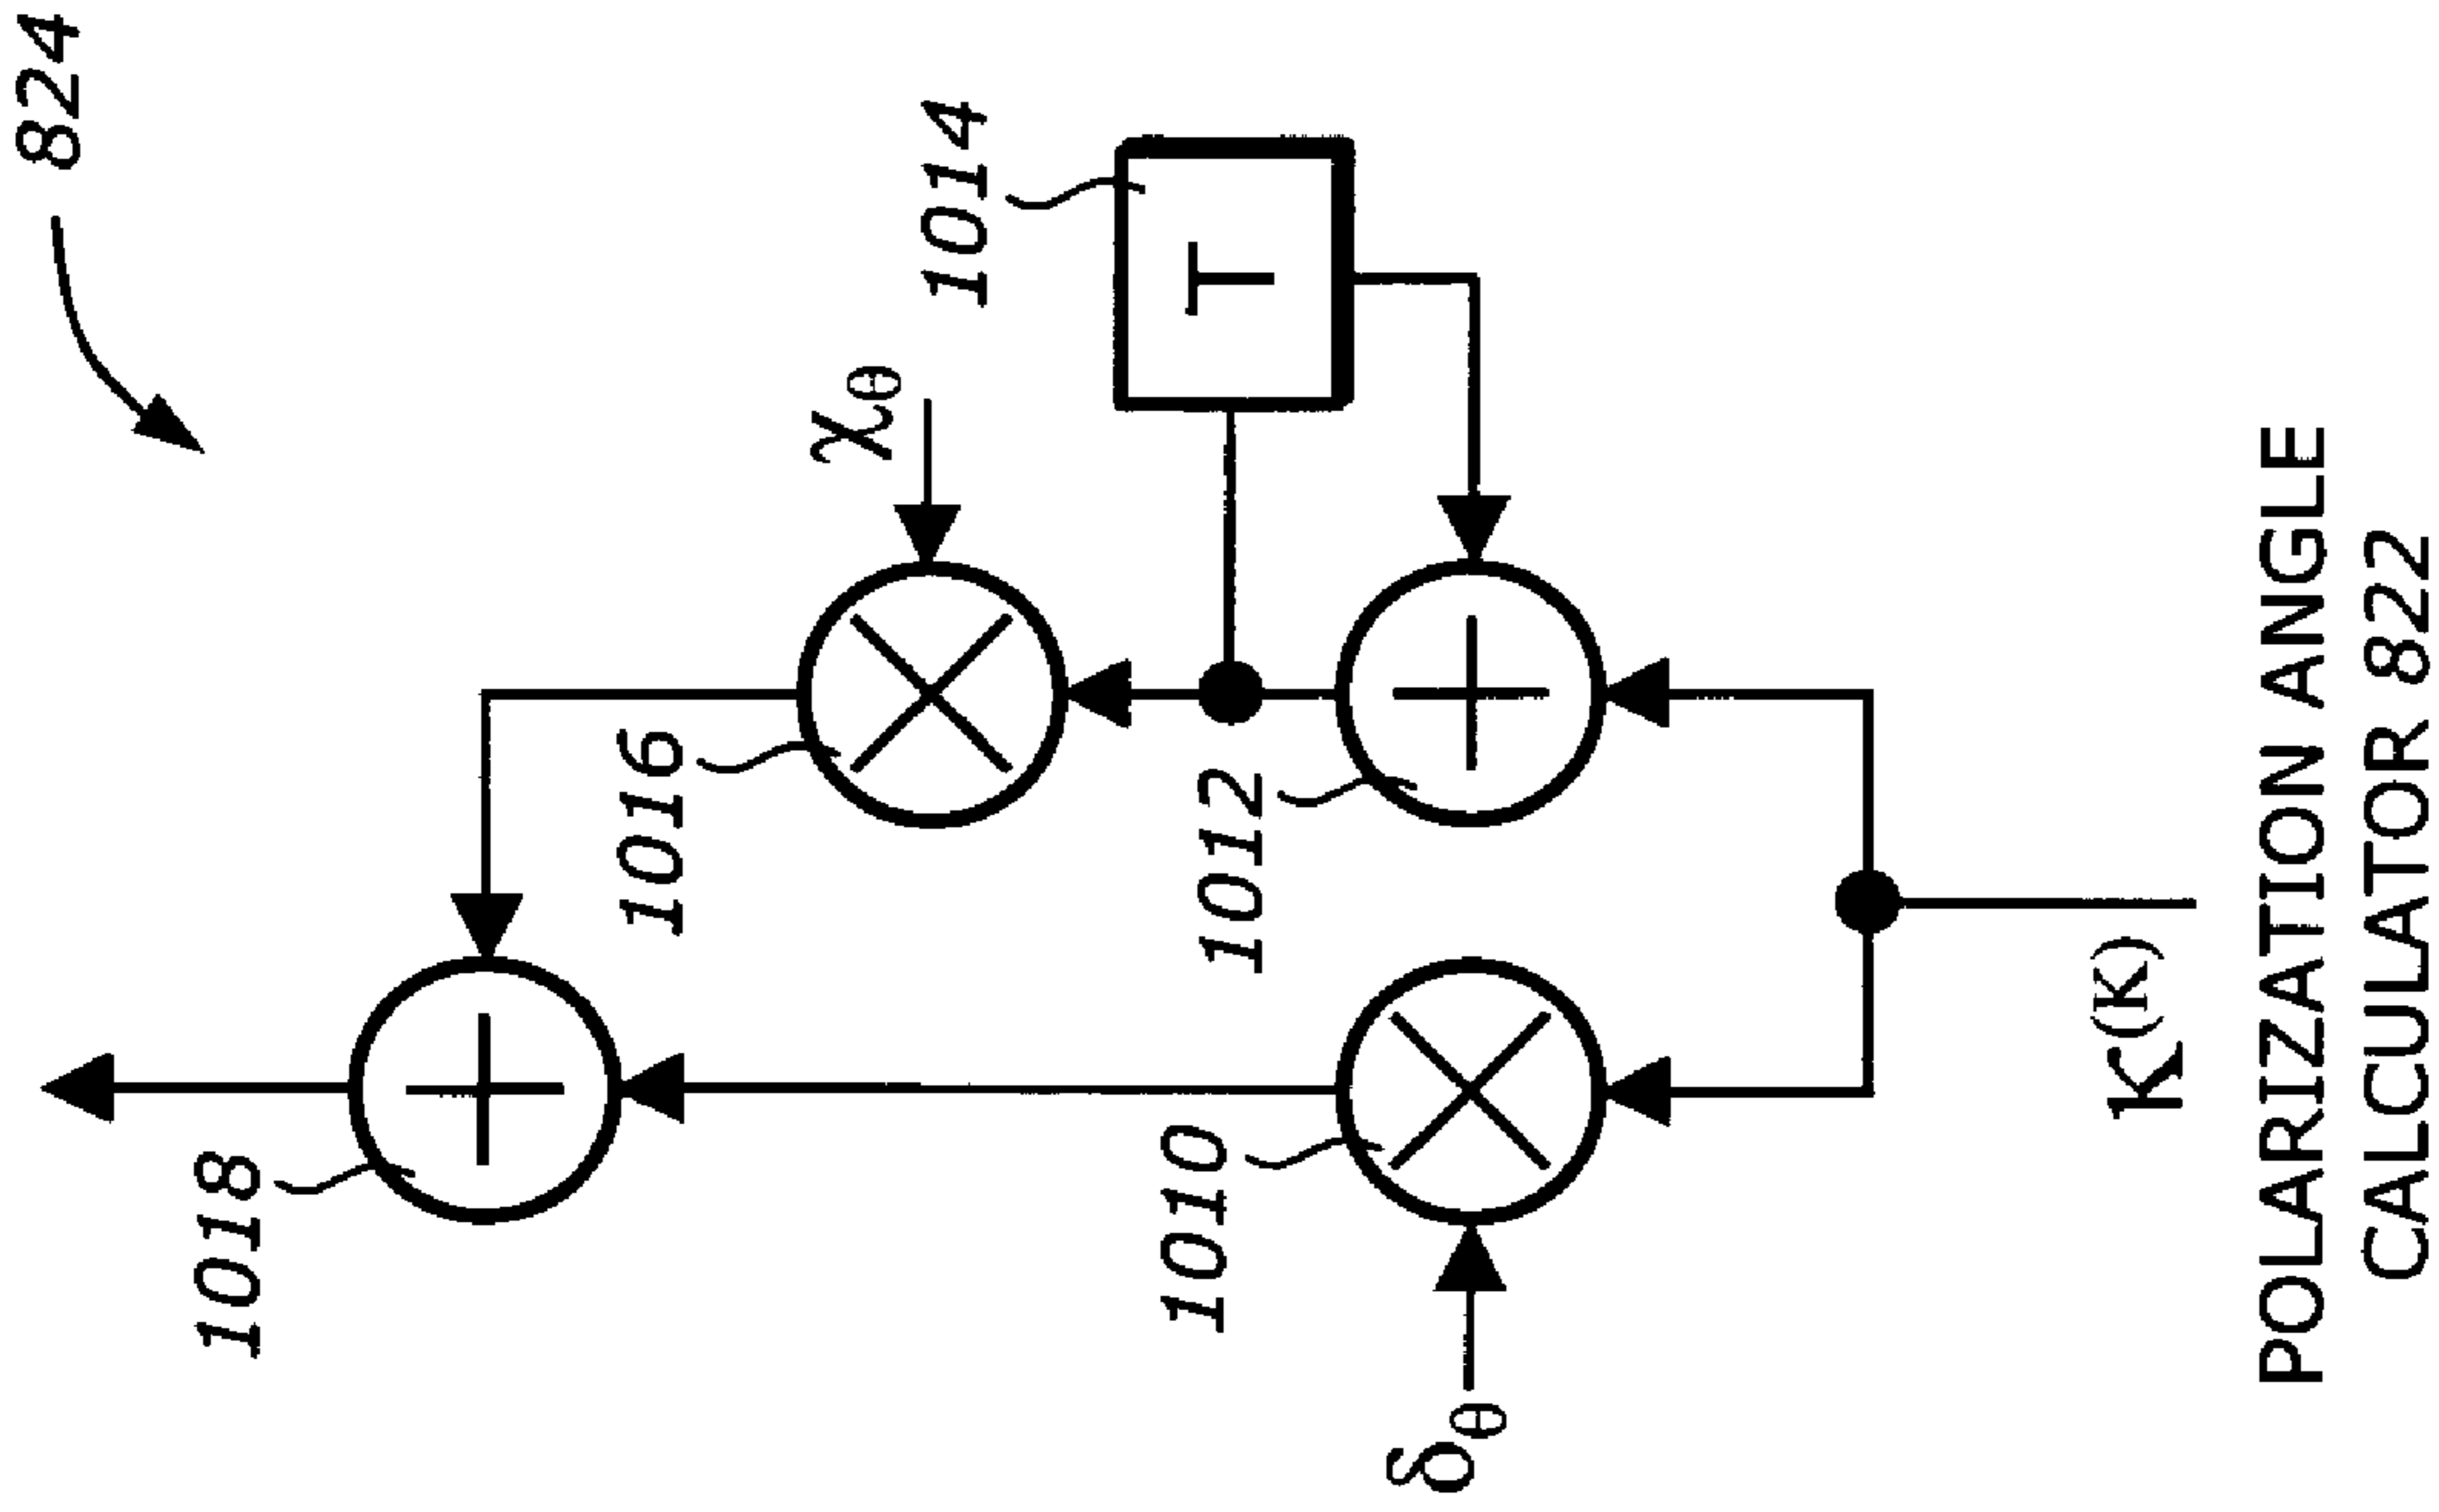 824
1018
1016
χθ
1014
1010
1012
T
δθ
K(K)
POLARIZATION ANGLE
CALCULATOR 822